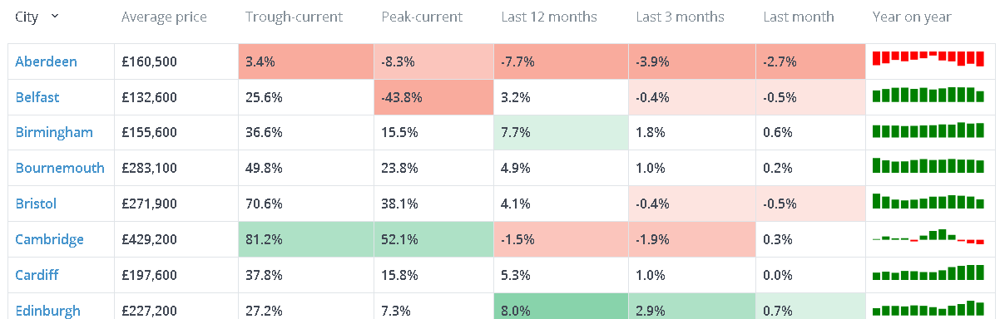 City Average price Trough-current Peak-current Last 12 months Last 3 months Last month Year on year
Aberdeen £160,500 3.4% -8.3% -7.7% -3.9% -2.7%
Belfast £132,600 25.6% -43.8% 3.2% -0.4% -0.5%
Birmingham £155,600 36.6% 15.5% 7.7% 1.8% 0.6%
Bournemouth £283,100 49.8% 23.8% 4.9% 1.0% 0.2%
Bristol £271,900 70.6% 38.1% 4.1% -0.4% -0.5%
Cambridge £429,200 81.2% 52.1% -1.5% -1.9% 0.3%
Cardiff £197,600 37.8% 15.8% 5.3% 1.0% 0.0%
Edinburgh £227,200 27.2% 7.3% 8.0% 2.9% 0.7%